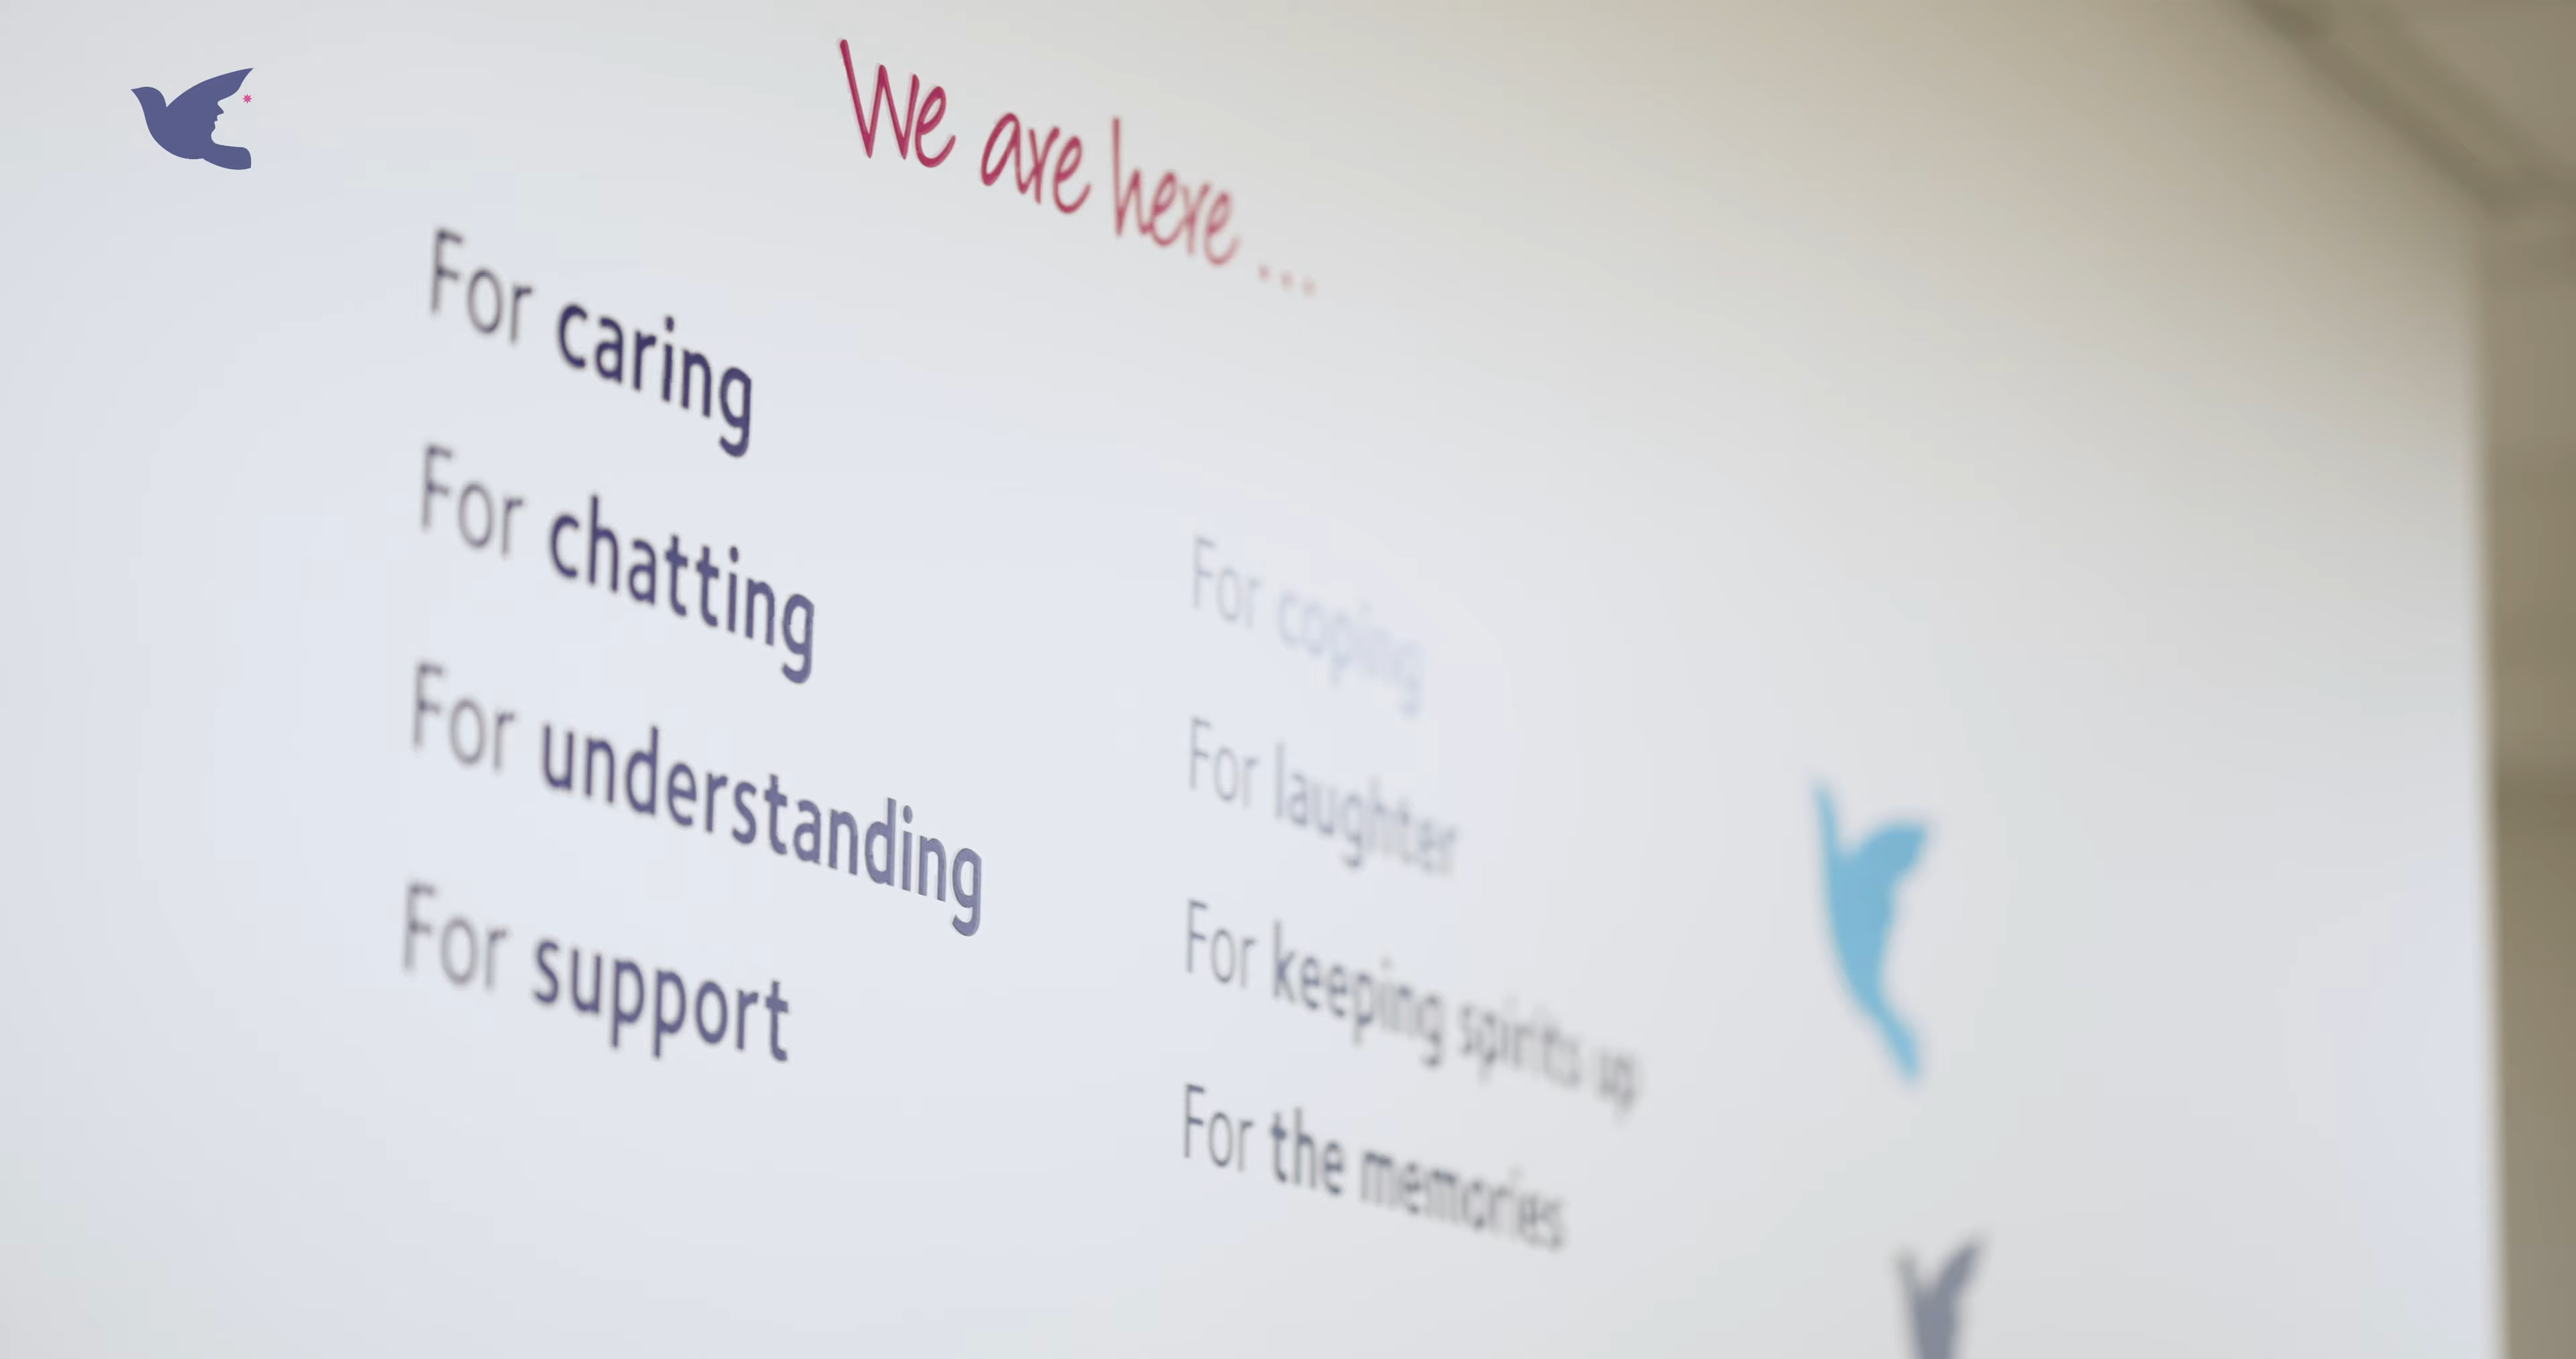 We are here ...
For caring
For chatting
For understanding
For support
For coping
For laughter
For keeping spirits up
For the memories